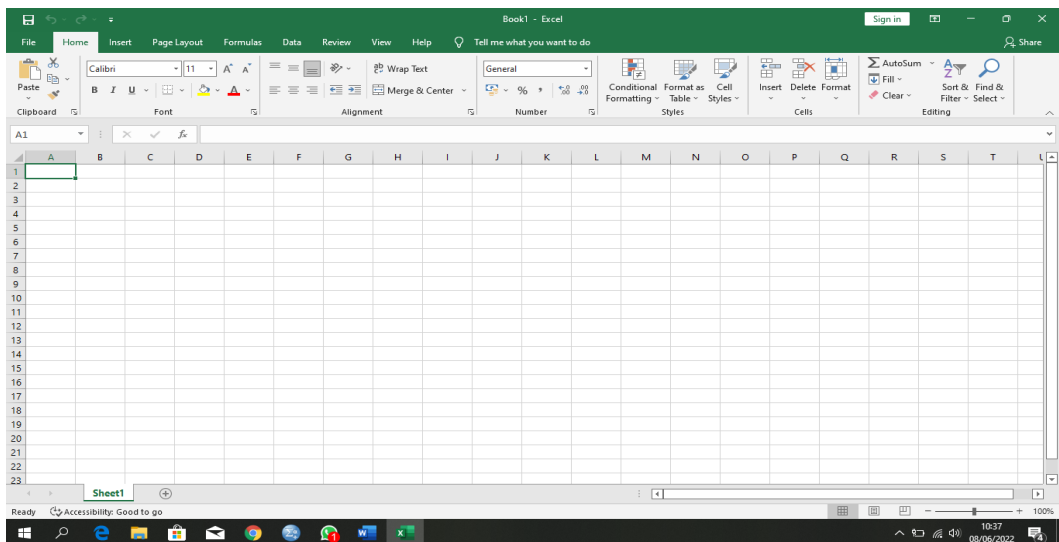 Book1 - Excel
Sign in
File Home Insert Page Layout Formulas Data Review View Help Tell me what you want to do Share
Paste
Calibri 11 A A
B I U A
Wrap Text
Merge & Center
General
% ,
Conditional Formatting
Format as Table
Cell Styles
Insert Delete Format
AutoSum
Fill
Clear
Sort & Filter
Find & Select
Clipboard Font Alignment Number Styles Cells Editing
A1 fx
A B C D E F G H I J K L M N O P Q R S T
1
2
3
4
5
6
7
8
9
10
11
12
13
14
15
16
17
18
19
20
21
22
23
Sheet1
Ready Accessibility: Good to go 100%
10:37
08/06/2022